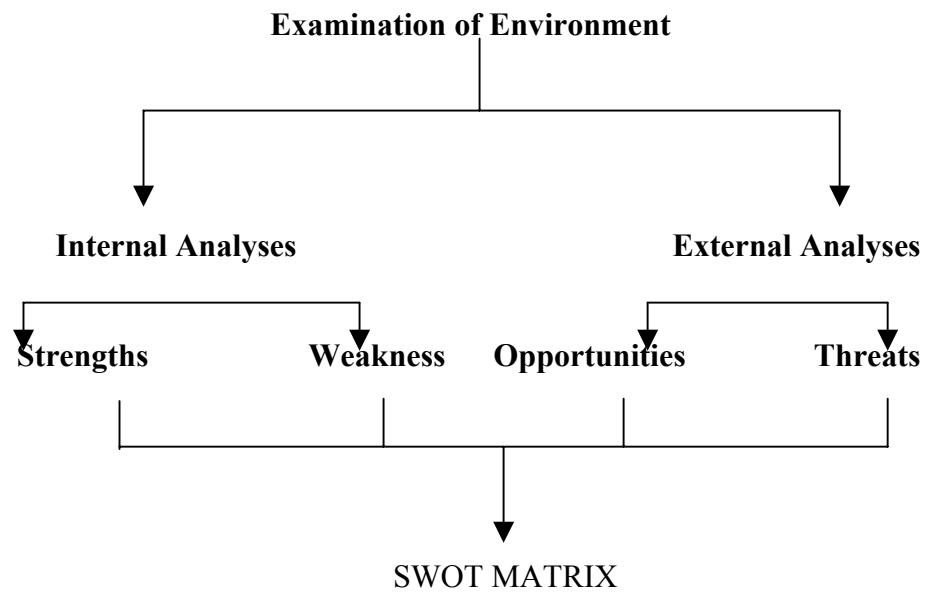 Examination of Environment
Internal Analyses External Analyses
Strengths Weakness Opportunities Threats
SWOT MATRIX